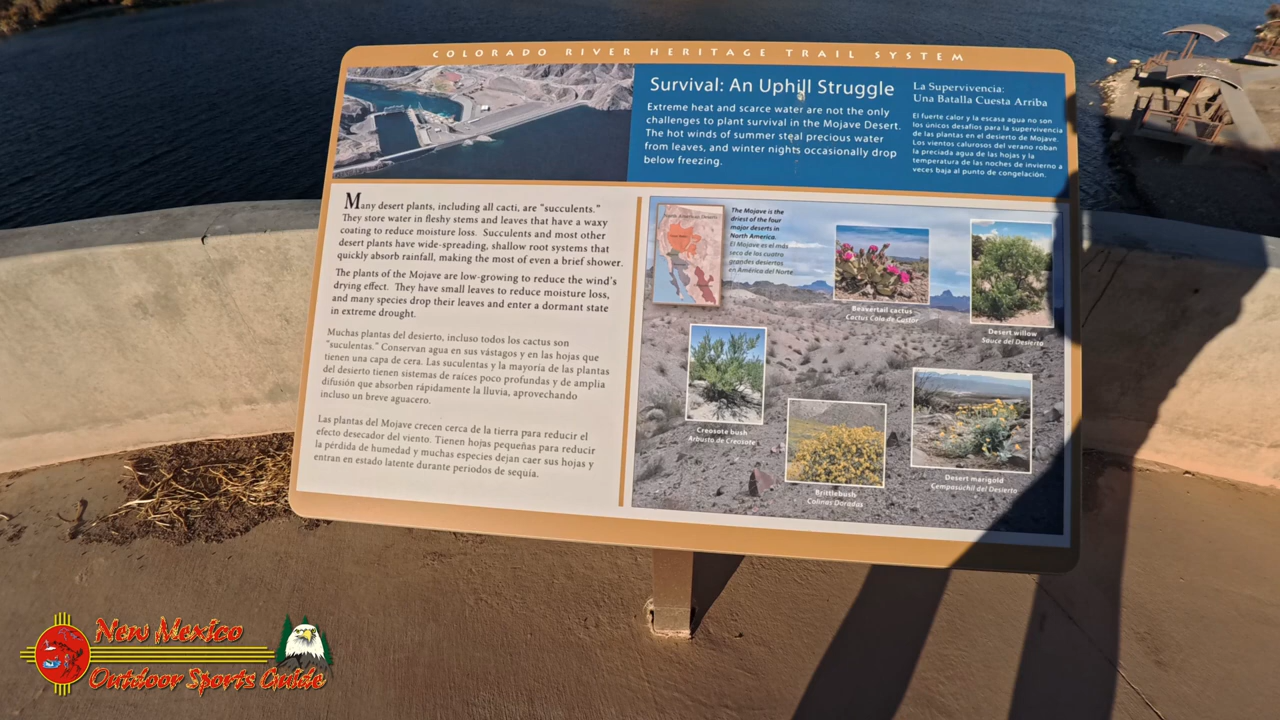 COLORADO RIVER HERITAGE TRAIL SYSTEM
Survival: An Uphill Struggle
Extreme heat and scarce water are not the only
challenges to plant survival in the Mojave Desert.
The hot winds of summer steal precious water
from leaves, and winter nights occasionally drop
below freezing.
La Supervivencia:
Una Batalla Cuesta Arriba
El fuerte calor y la escasa agua no son
los únicos desafíos para la supervivencia
de las plantas en el desierto de Mojave.
Los vientos calurosos del verano roban
la preciada agua de las hojas y la
temperatura de las noches de invierno a
veces baja al punto de congelación.
Many desert plants, including all cacti, are “succulents.”
They store water in fleshy stems and leaves that have a waxy
coating to reduce moisture loss. Succulents and most other
desert plants have wide-spreading, shallow root systems that
quickly absorb rainfall, making the most of even a brief shower.
The plants of the Mojave are low-growing to reduce the wind’s
drying effect. They have small leaves to reduce moisture loss,
and many species drop their leaves and enter a dormant state
in extreme drought.
Muchas plantas del desierto, incluso todos los cactus son
“suculentas.” Conservan agua en sus vástagos y en las hojas que
tienen una capa de cera. Las suculentas y la mayoría de las plantas
del desierto tienen sistemas de raíces poco profundas y de amplia
difusión que absorben rápidamente la lluvia, aprovechando
incluso un breve aguacero.
Las plantas del Mojave crecen cerca de la tierra para reducir el
efecto desecador del viento. Tienen hojas pequeñas para reducir
la pérdida de humedad y muchas especies dejan caer sus hojas y
entran en estado latente durante periodos de sequía.
North American Deserts
The Mojave is the
driest of the four
major deserts in
North America.
El Mojave es el más
seco de los cuatro
grandes desiertos
en América del Norte
Beavertail cactus
Cactus Cola de Castor
Desert willow
Sauce del Desierto
Creosote bush
Arbusto de Creosote
Brittlebush
Colinas Doradas
Desert marigold
Cempasúchil del Desierto
New Mexico
Outdoor Sports Guide